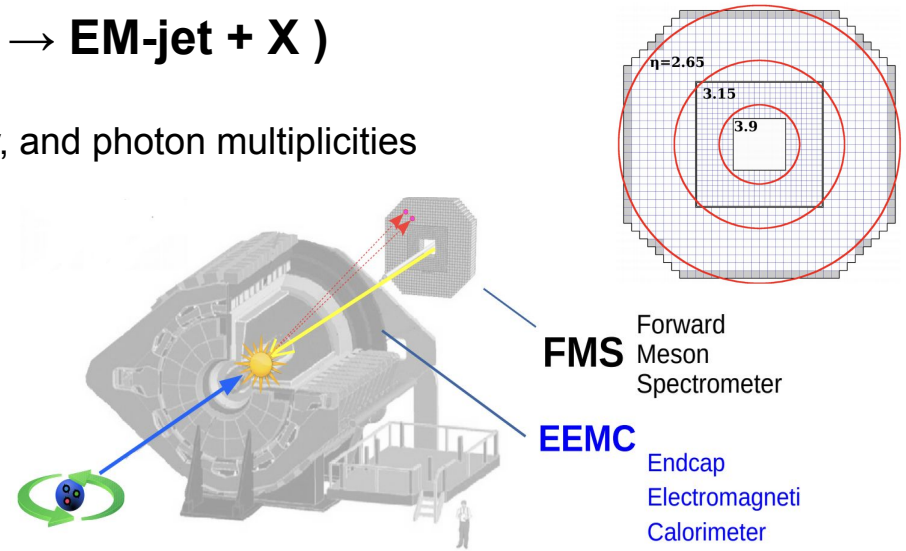 → EM-jet + X )
, and photon multiplicities
η=2.65
3.15
3.9
FMS
Forward
Meson
Spectrometer
EEMC
Endcap
Electromagneti
Calorimeter